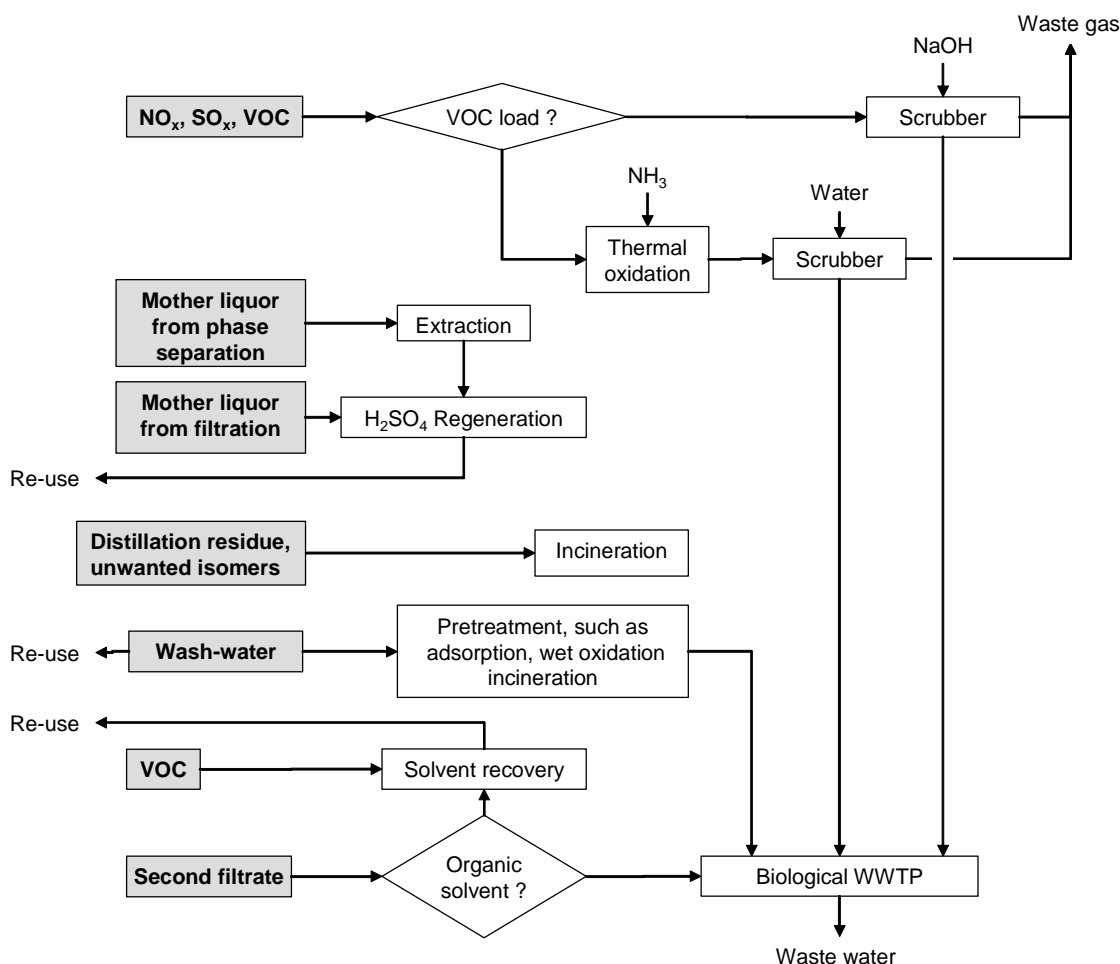 Waste gas
NaOH
NOx, SOx, VOC
VOC load ?
Scrubber
NH3
Water
Thermal
oxidation
Scrubber
Mother liquor
from phase
separation
Extraction
Mother liquor
from filtration
H2SO4 Regeneration
Re-use
Distillation residue,
unwanted isomers
Incineration
Re-use
Wash-water
Pretreatment, such as
adsorption, wet oxidation
incineration
Re-use
VOC
Solvent recovery
Second filtrate
Organic
solvent ?
Biological WWTP
Waste water